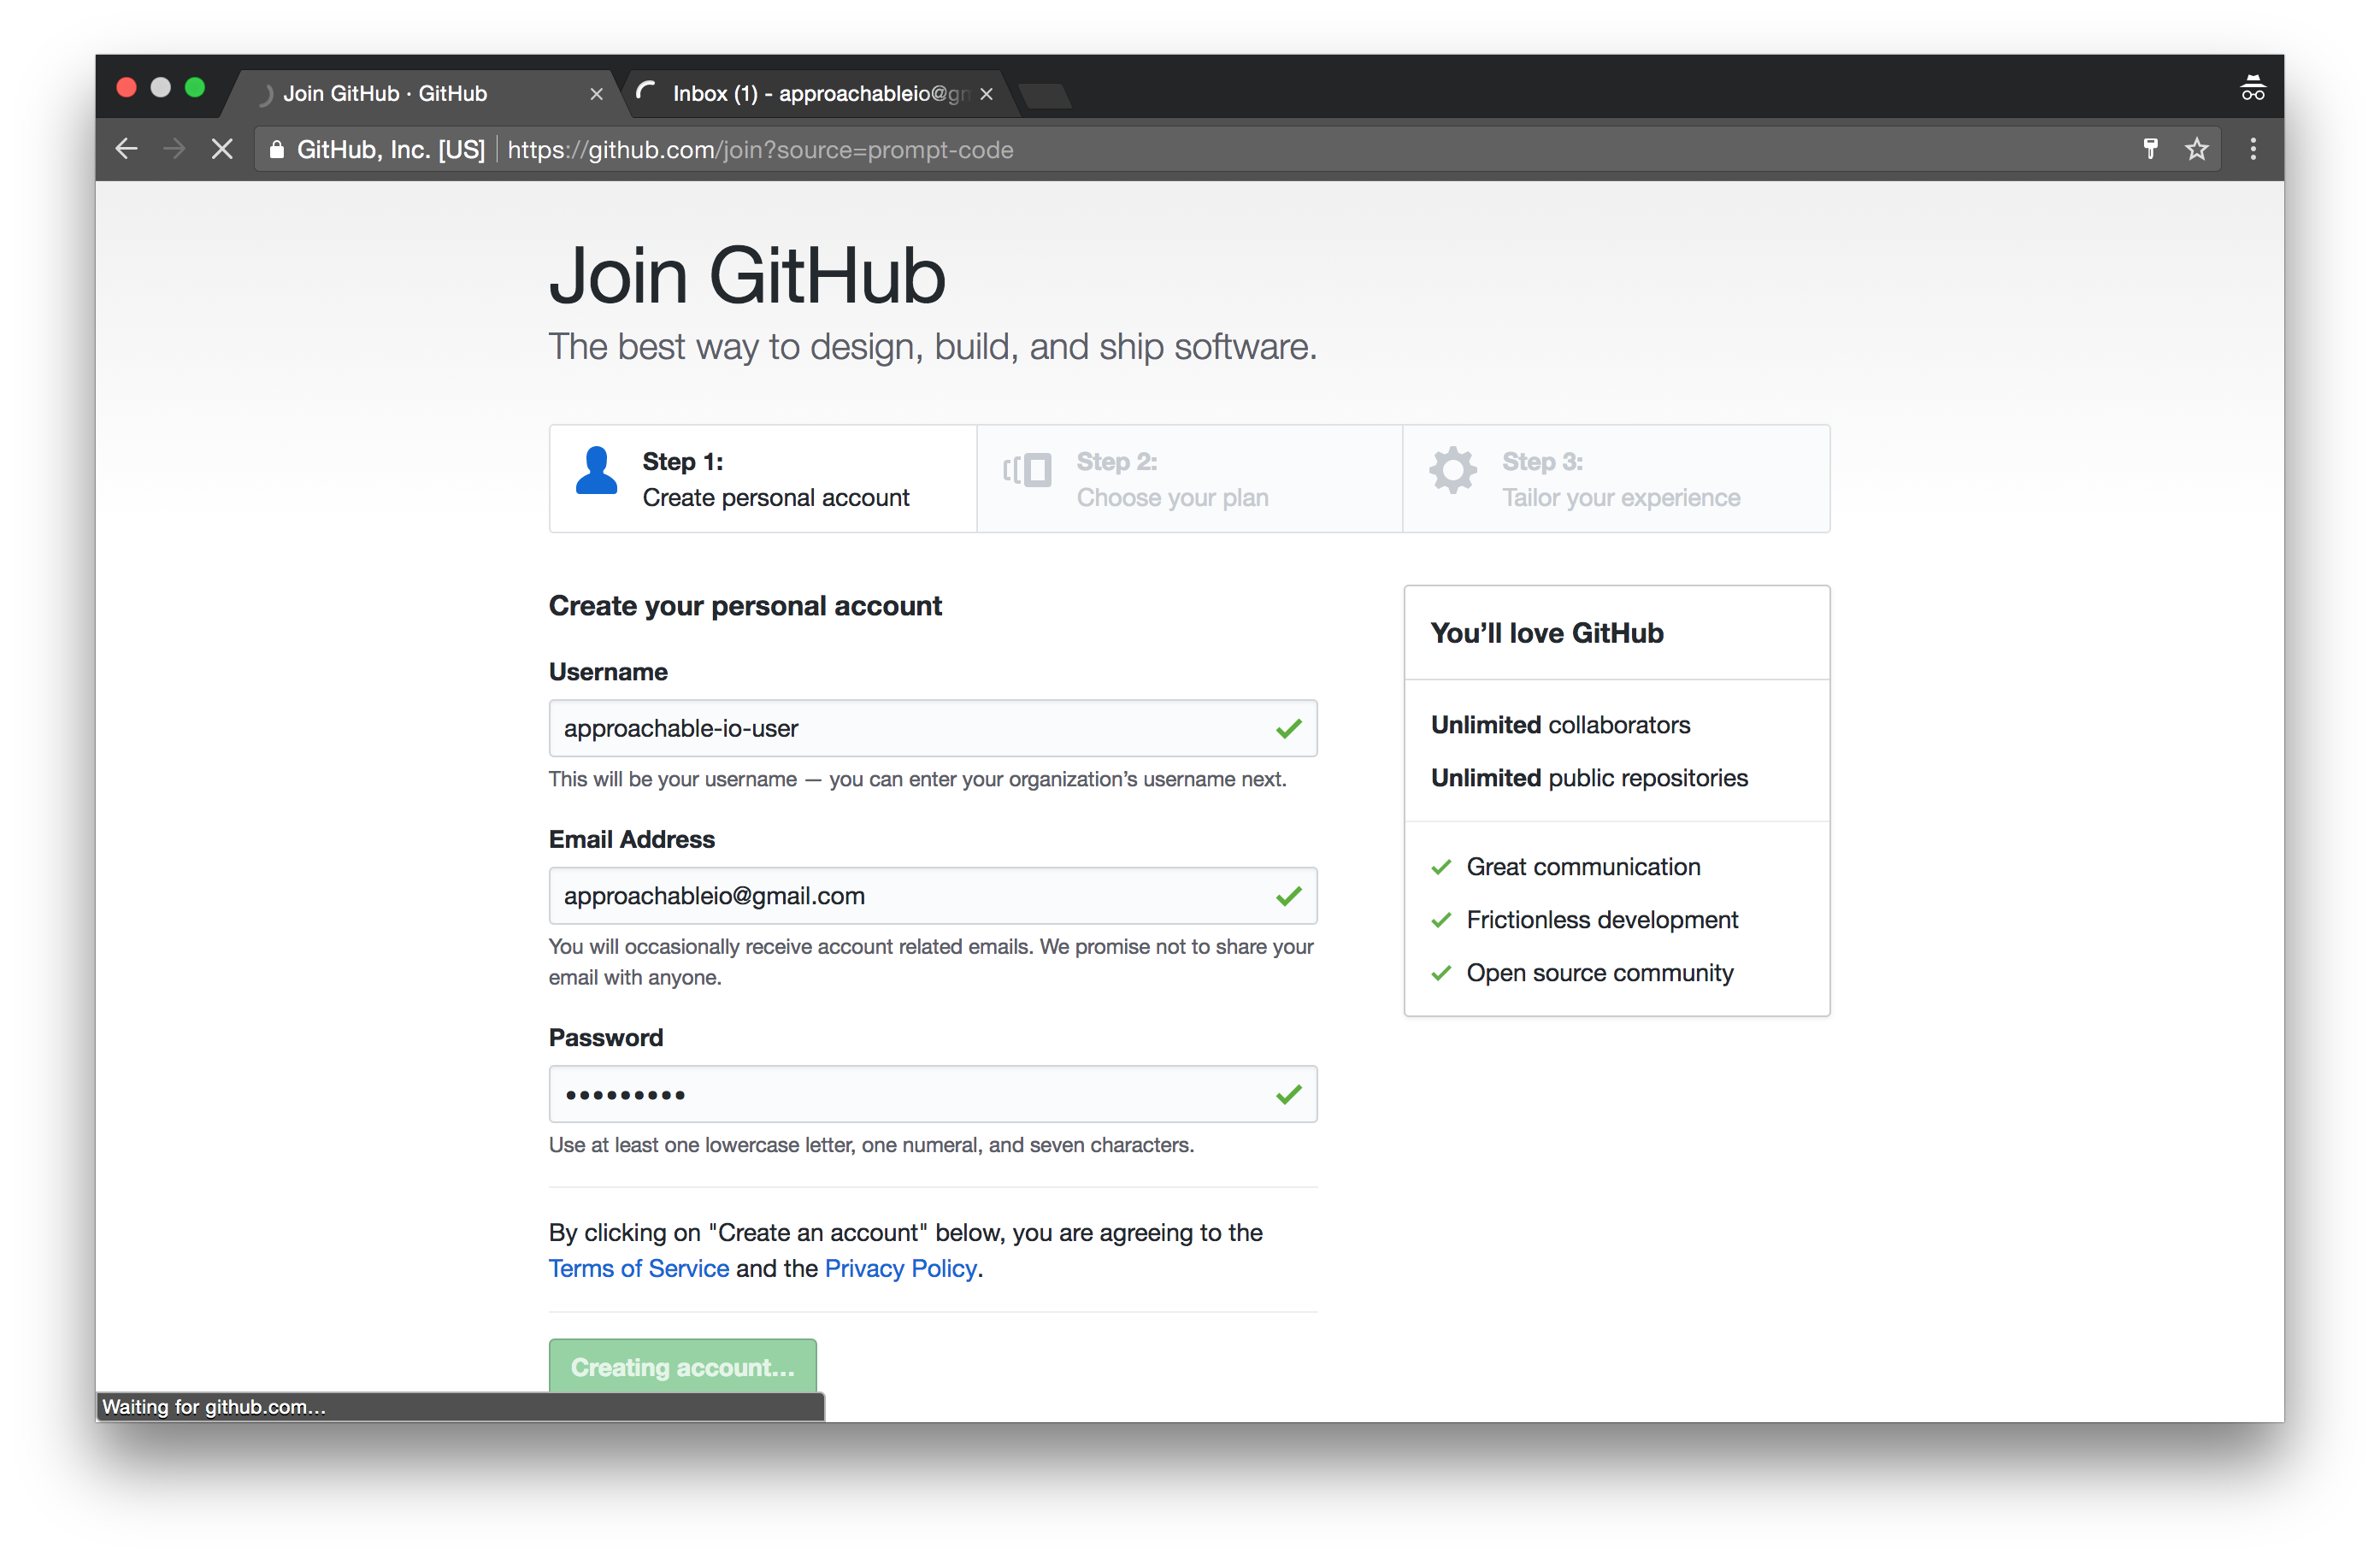 Join GitHub · GitHub
Inbox (1) - approachableio@gm
GitHub, Inc. [US] https://github.com/join?source=prompt-code
Join GitHub
The best way to design, build, and ship software.
Step 1:
Create personal account
Step 2:
Choose your plan
Step 3:
Tailor your experience
Create your personal account
Username
approachable-io-user
This will be your username — you can enter your organization’s username next.
Email Address
approachableio@gmail.com
You will occasionally receive account related emails. We promise not to share your
email with anyone.
Password
•••••••••
Use at least one lowercase letter, one numeral, and seven characters.
By clicking on "Create an account" below, you are agreeing to the
Terms of Service and the Privacy Policy.
Creating account...
You’ll love GitHub
Unlimited collaborators
Unlimited public repositories
Great communication
Frictionless development
Open source community
Waiting for github.com...